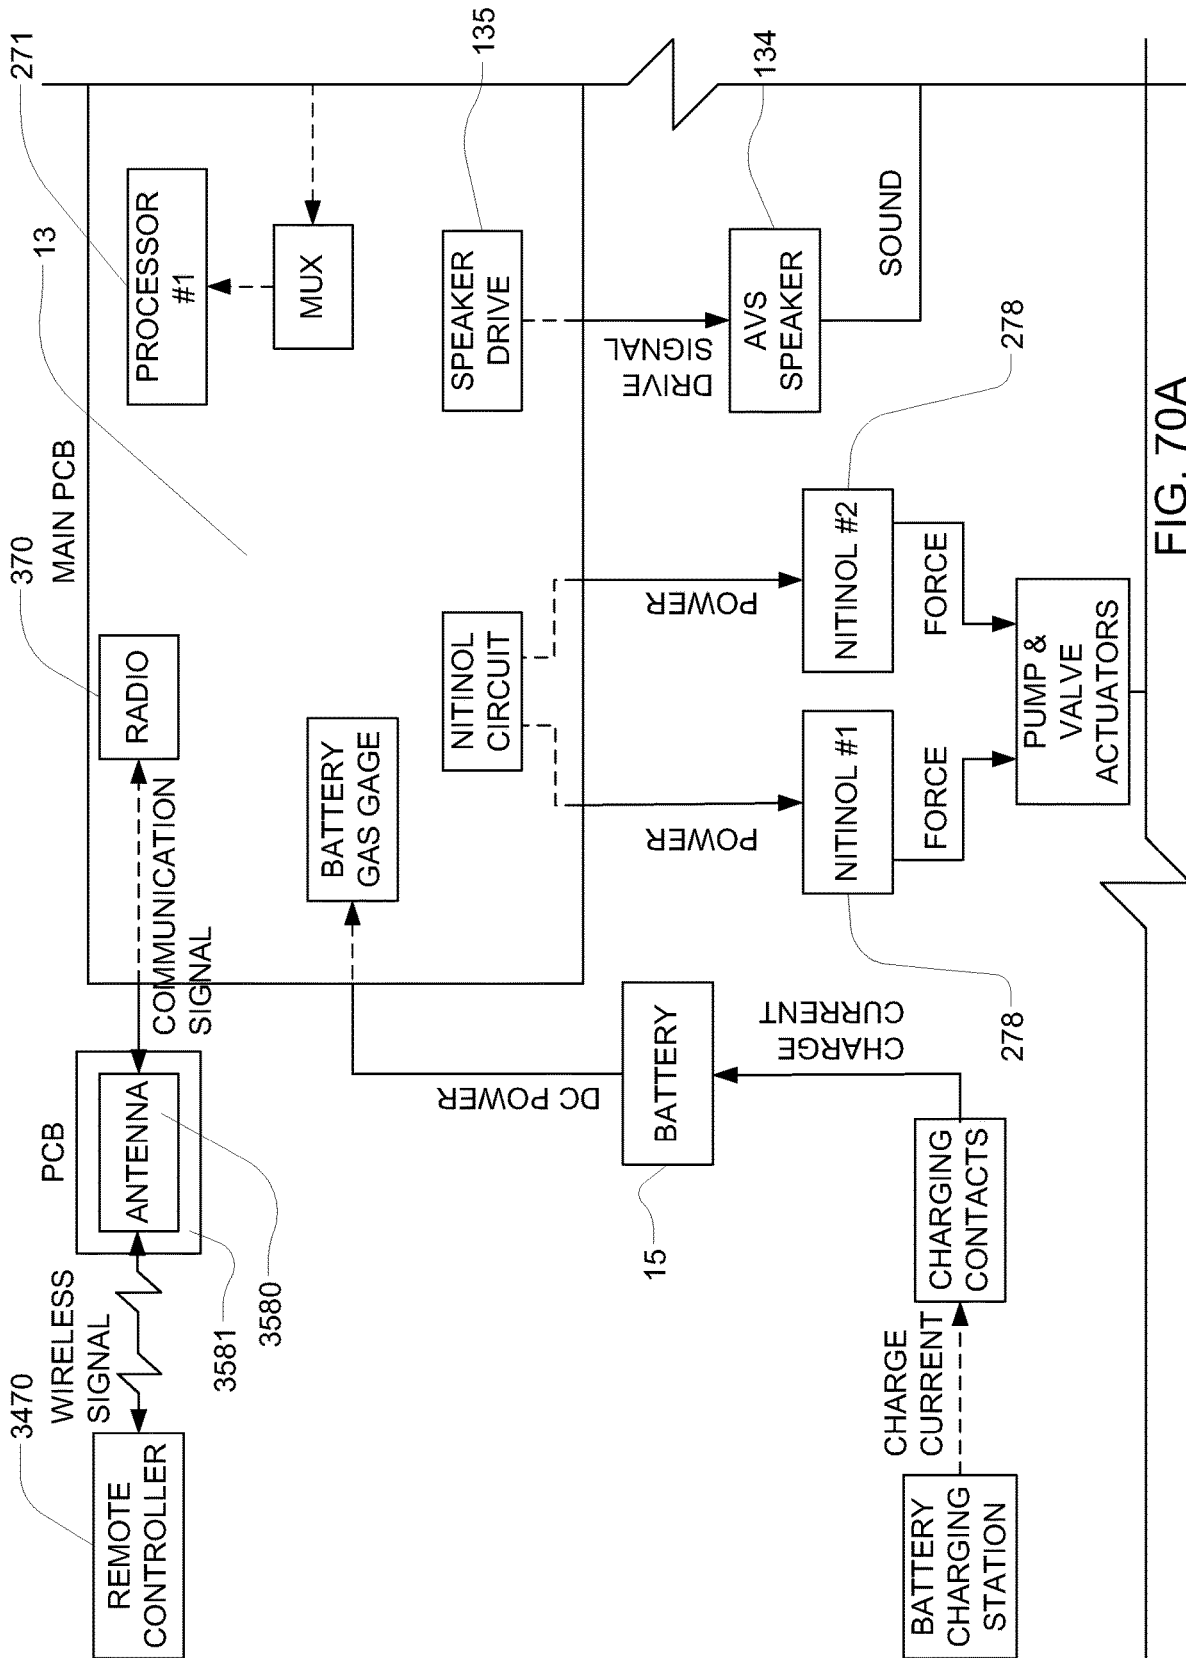 3470
REMOTE
CONTROLLER
WIRELESS
SIGNAL
3581
3580
PCB
ANTENNA
COMMUNICATION
SIGNAL
370
RADIO
MAIN PCB
13
271
PROCESSOR
#1
MUX
BATTERY
GAS GAGE
NITINOL
CIRCUIT
SPEAKER
DRIVE
135
DC POWER
POWER
POWER
DRIVE
SIGNAL
15
BATTERY
CHARGE
CURRENT
AVS
SPEAKER
134
SOUND
NITINOL #1
278
NITINOL #2
278
FORCE
FORCE
BATTERY
CHARGING
STATION
CHARGE
CURRENT
CHARGING
CONTACTS
PUMP &
VALVE
ACTUATORS
FIG. 70A